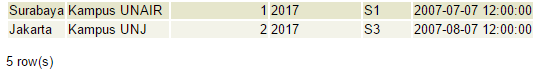 Surabaya Kampus UNAIR 1 2017 S1 2007-07-07 12:00:00
Jakarta Kampus UNJ 2 2017 S3 2007-08-07 12:00:00
5 row(s)